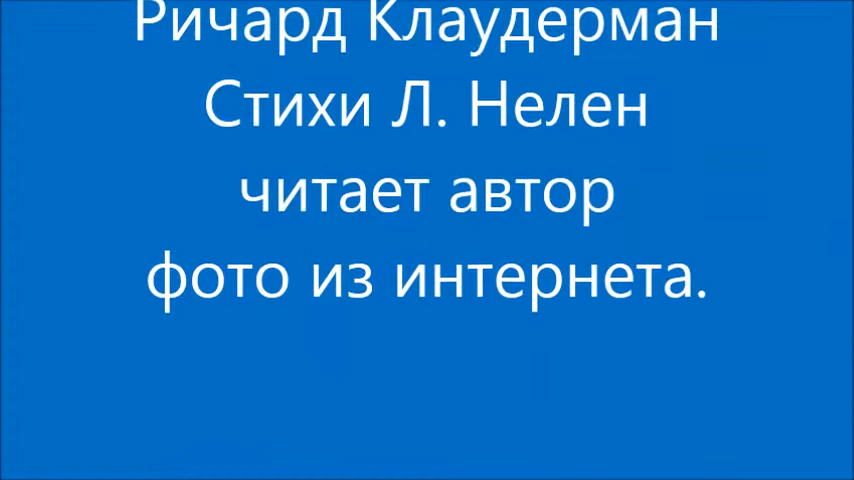 Ричард Клаудерман
Стихи Л. Нелен
читает автор
фото из интернета.